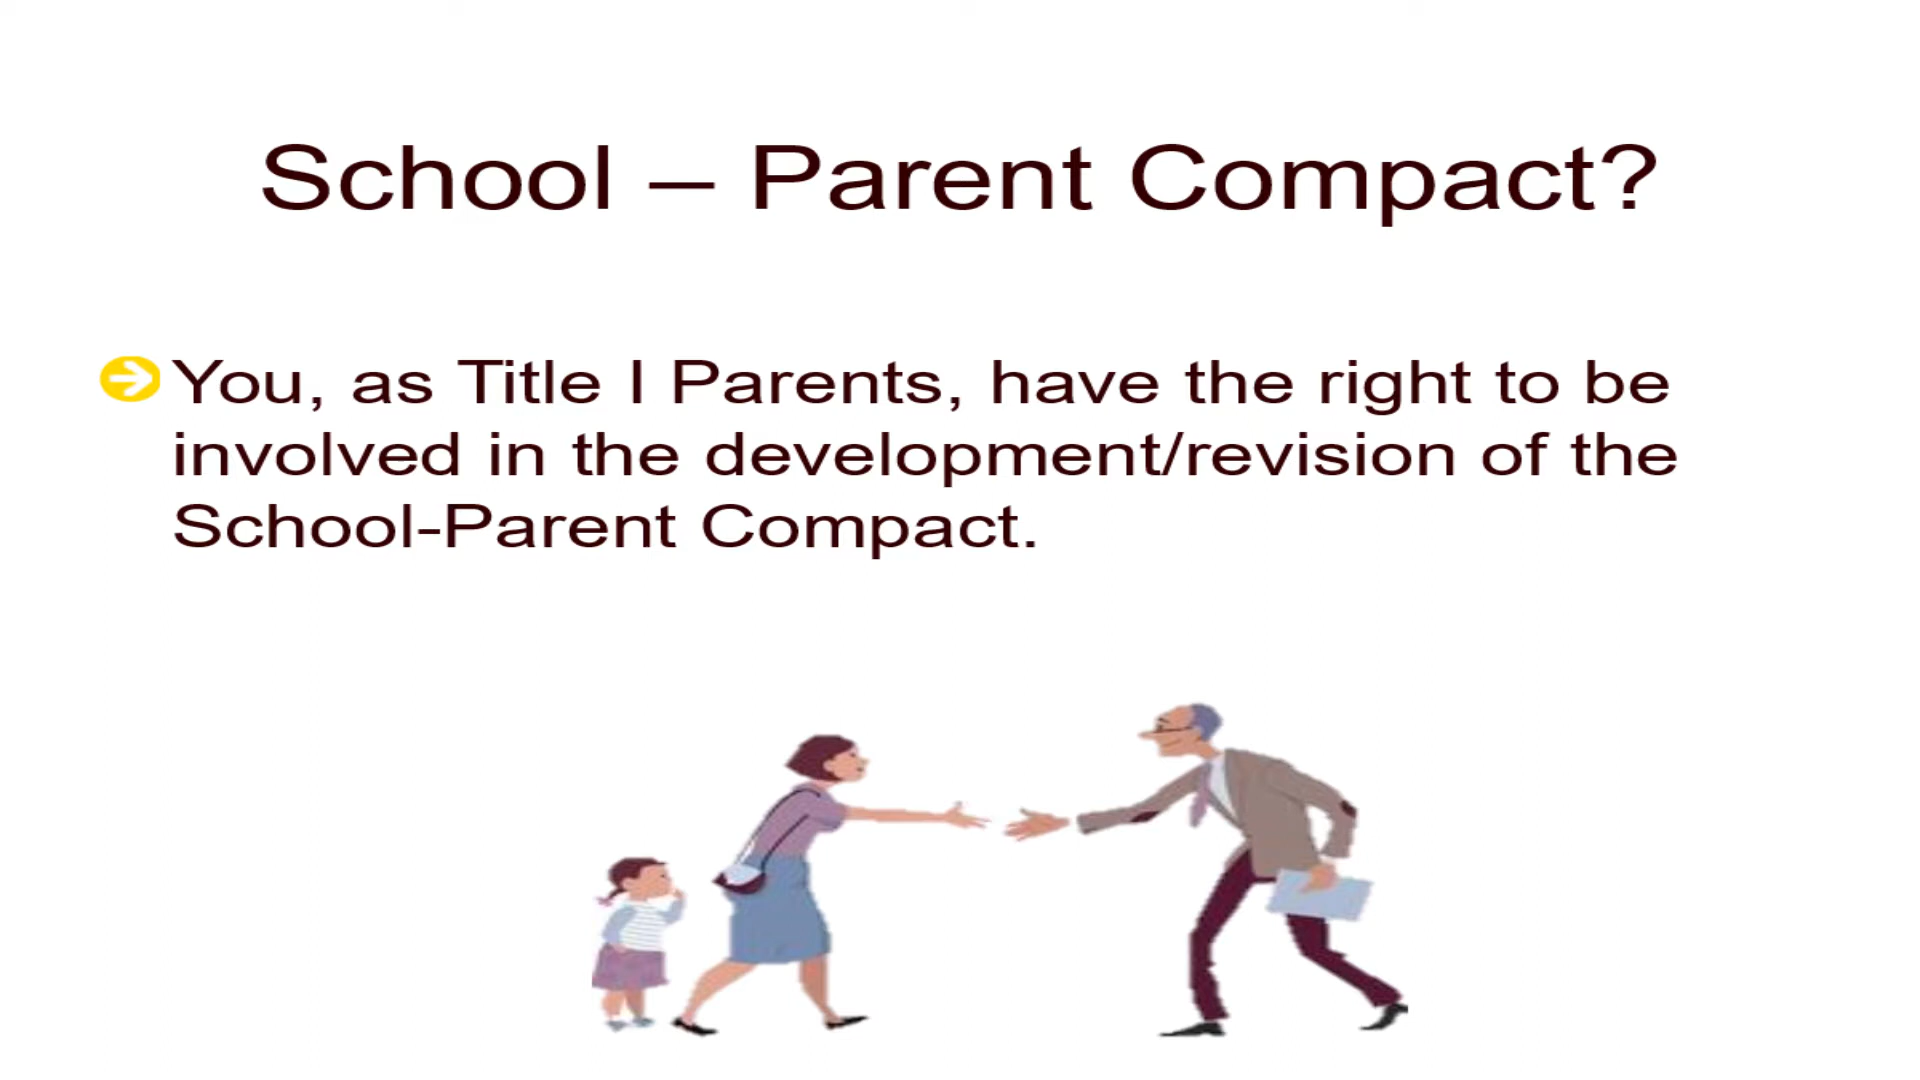 School – Parent Compact?
You, as Title I Parents, have the right to be
involved in the development/revision of the
School-Parent Compact.